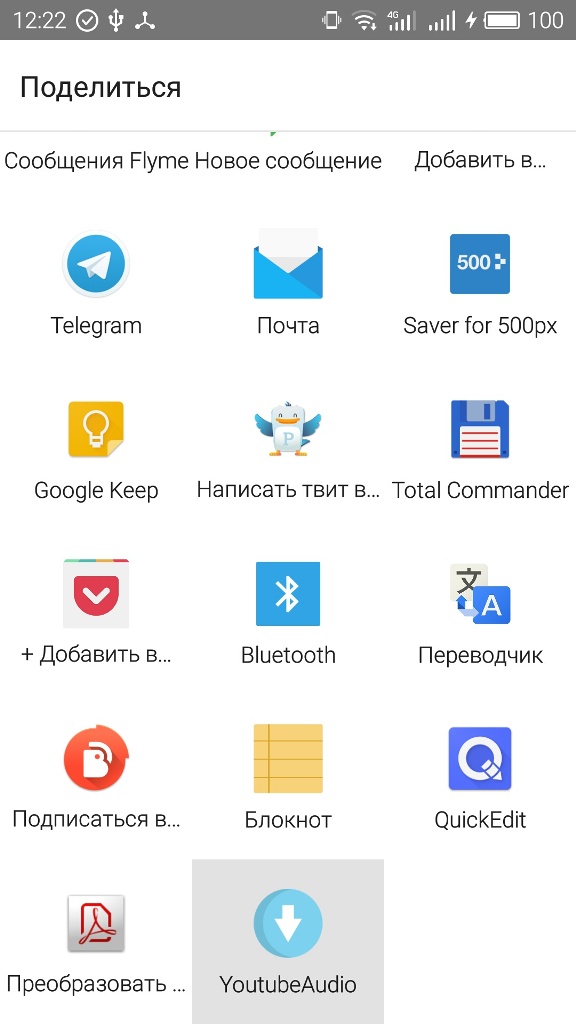 12:22 4G 100
Поделиться
Сообщения Flyme Новое сообщение Добавить в...
500
Telegram Почта Saver for 500px
P
Google Keep Написать твит в... Total Commander
文 A
+ Добавить в... Bluetooth Переводчик
B
Подписаться в... Блокнот QuickEdit
Преобразовать ... YoutubeAudio